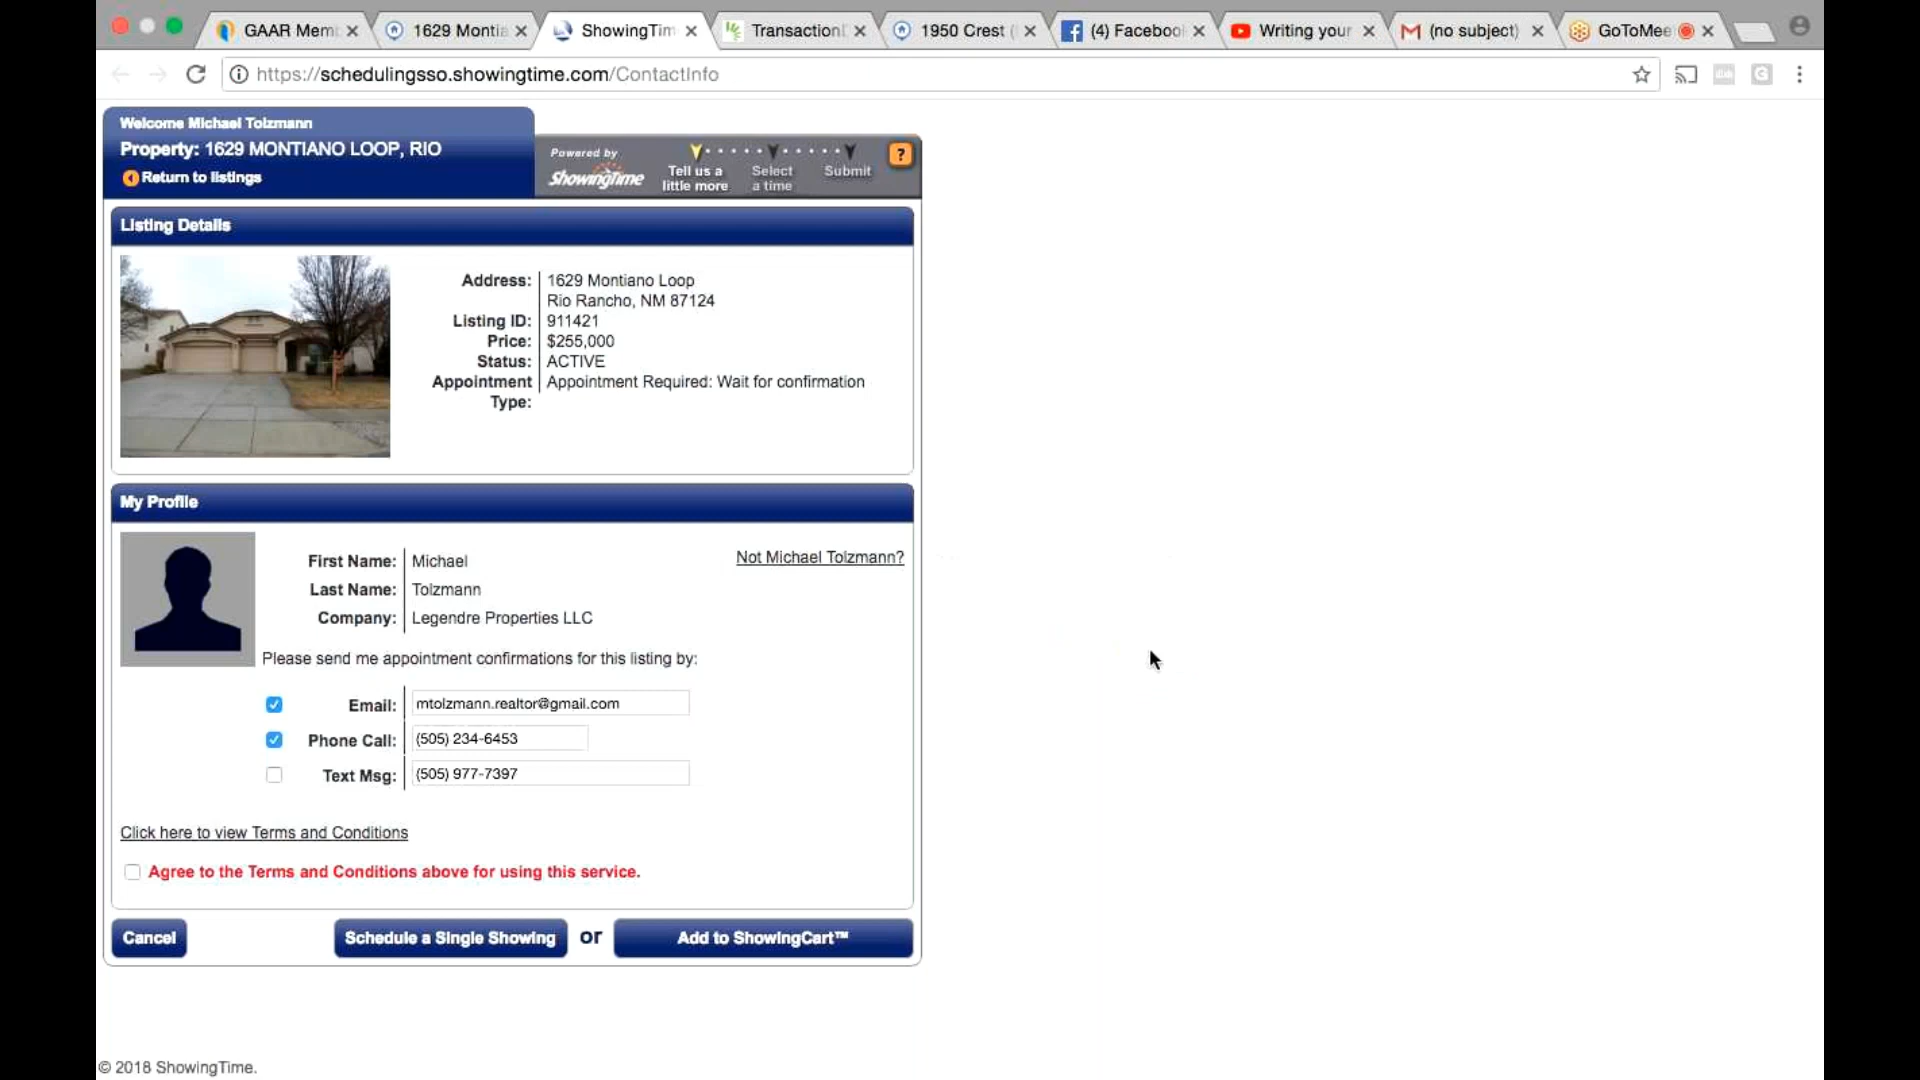 GAAR Mem
1629 Montia
ShowingTim
Transaction
1950 Crest (
(4) Facebook
Writing your
(no subject)
GoToMee
https://schedulingsso.showingtime.com/ContactInfo
Welcome Michael Tolzmann
Property: 1629 MONTIANO LOOP, RIO
Return to listings
Powered by
ShowingTime
Tell us a
little more
Select
a time
Submit
?
Listing Details
Address: 1629 Montiano Loop
Rio Rancho, NM 87124
Listing ID: 911421
Price: $255,000
Status: ACTIVE
Appointment Appointment Required: Wait for confirmation
Type:
My Profile
First Name: Michael
Not Michael Tolzmann?
Last Name: Tolzmann
Company: Legendre Properties LLC
Please send me appointment confirmations for this listing by:
Email: mtolzmann.realtor@gmail.com
Phone Call: (505) 234-6453
Text Msg: (505) 977-7397
Click here to view Terms and Conditions
Agree to the Terms and Conditions above for using this service.
Cancel
Schedule a Single Showing
or
Add to ShowingCart™
© 2018 ShowingTime.